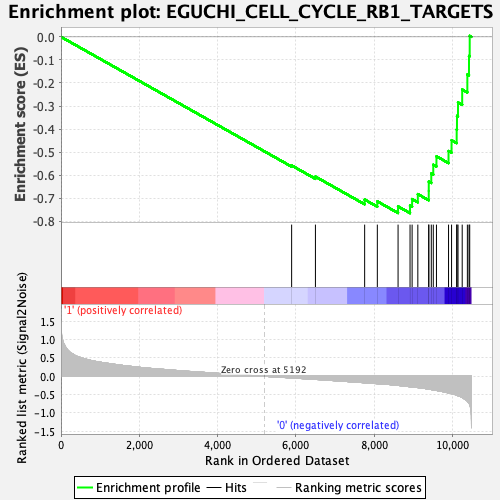 Enrichment plot: EGUCHI_CELL_CYCLE_RB1_TARGETS
Enrichment score (ES)
0.0
-0.1
-0.2
-0.3
-0.4
-0.5
-0.6
-0.7
-0.8
'1' (positively correlated)
Ranked list metric (Signal2Noise)
1.5
1.0
0.5
0.0
-0.5
-1.0
-1.5
Zero cross at 5192
'0' (negatively correlated)
0 2,000 4,000 6,000 8,000 10,000
Rank in Ordered Dataset
Enrichment profile Hits Ranking metric scores